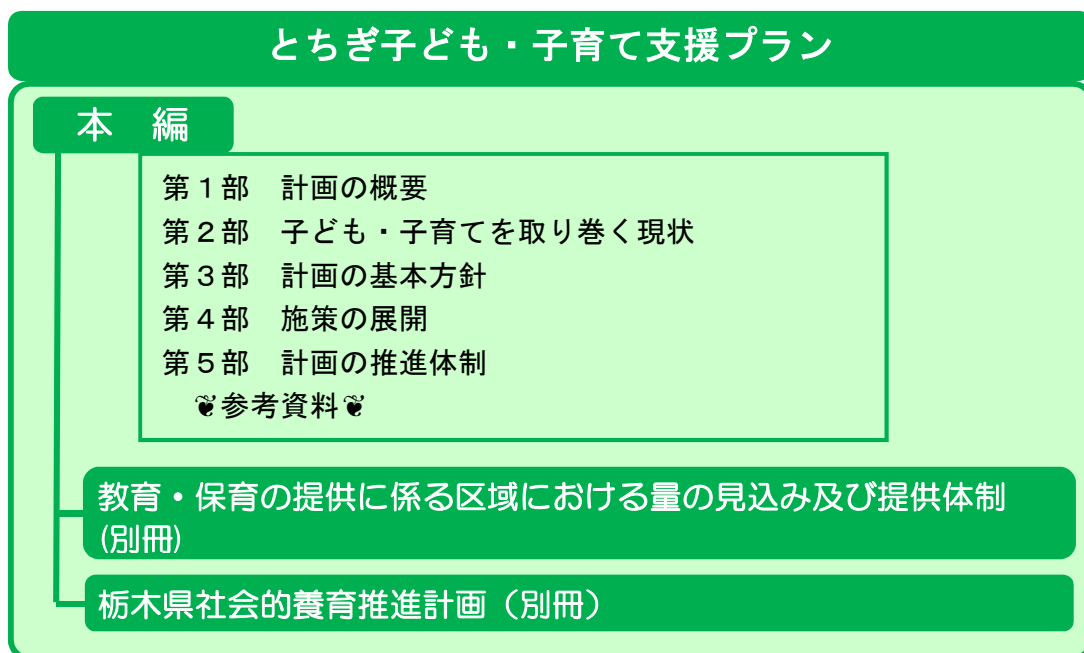 とちぎ子ども・子育て支援プラン
本　編
第１部　計画の概要
第２部　子ども・子育てを取り巻く現状
第３部　計画の基本方針
第４部　施策の展開
第５部　計画の推進体制
❦参考資料❦
教育・保育の提供に係る区域における量の見込み及び提供体制
(別冊)
栃木県社会的養育推進計画（別冊）